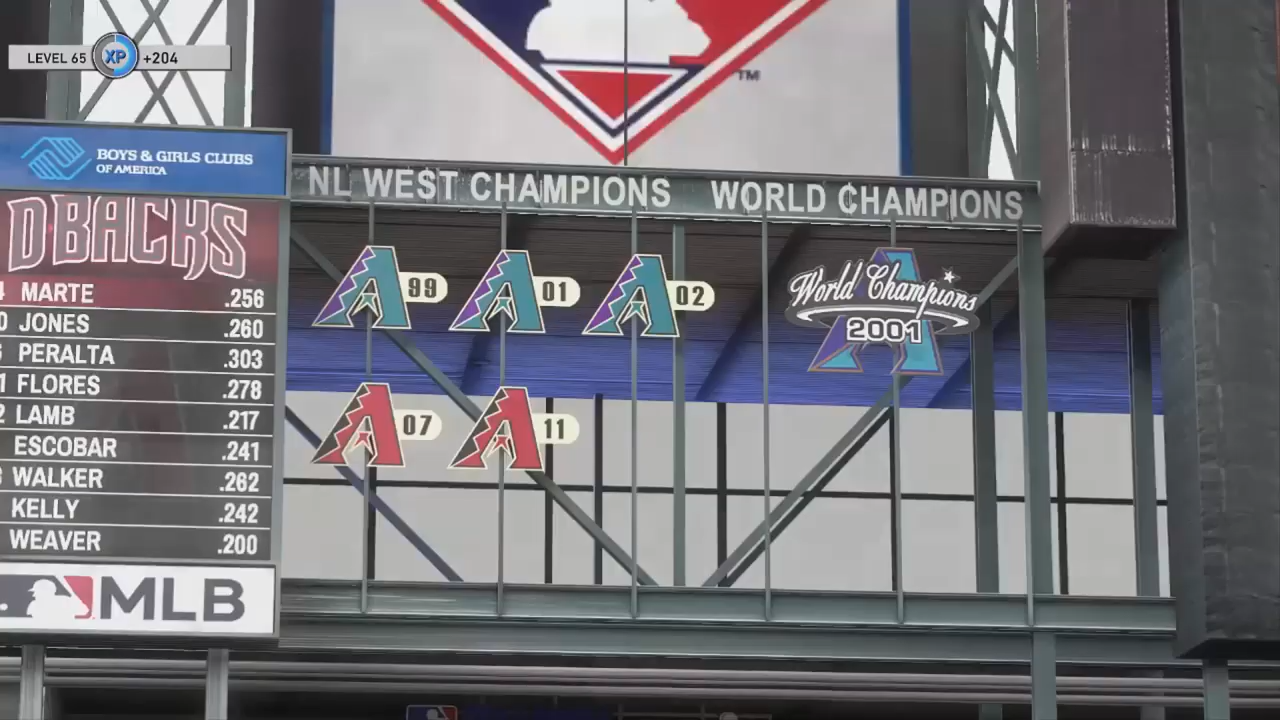 LEVEL 65 XP +204
TM
BOYS & GIRLS CLUBS
OF AMERICA
NL WEST CHAMPIONS WORLD CHAMPIONS
DBACKS
A 99 A 01 A 02
World Champions
2001
MARTE .256
JONES .260
PERALTA .303
FLORES .278
LAMB .217
ESCOBAR .241
WALKER .262
KELLY .242
WEAVER .200
A 07 A 11
MLB